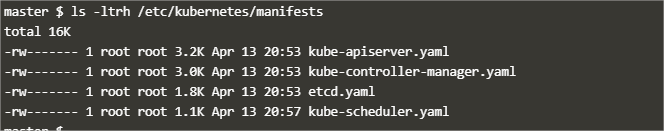 master $ ls -ltrh /etc/kubernetes/manifests
total 16K
-rw------- 1 root root 3.2K Apr 13 20:53 kube-apiserver.yaml
-rw------- 1 root root 3.0K Apr 13 20:53 kube-controller-manager.yaml
-rw------- 1 root root 1.8K Apr 13 20:53 etcd.yaml
-rw------- 1 root root 1.1K Apr 13 20:57 kube-scheduler.yaml
master $